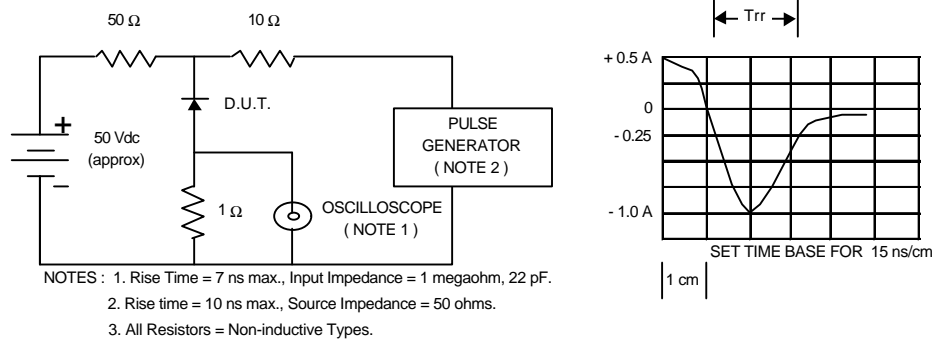 50 Ω
10 Ω
D.U.T.
+
50 Vdc
(approx)
−
1 Ω
OSCILLOSCOPE
( NOTE 1 )
PULSE
GENERATOR
( NOTE 2 )
Trr
+ 0.5 A
0
- 0.25
- 1.0 A
SET TIME BASE FOR 15 ns/cm
1 cm
NOTES : 1. Rise Time = 7 ns max., Input Impedance = 1 megaohm, 22 pF.
2. Rise time = 10 ns max., Source Impedance = 50 ohms.
3. All Resistors = Non-inductive Types.